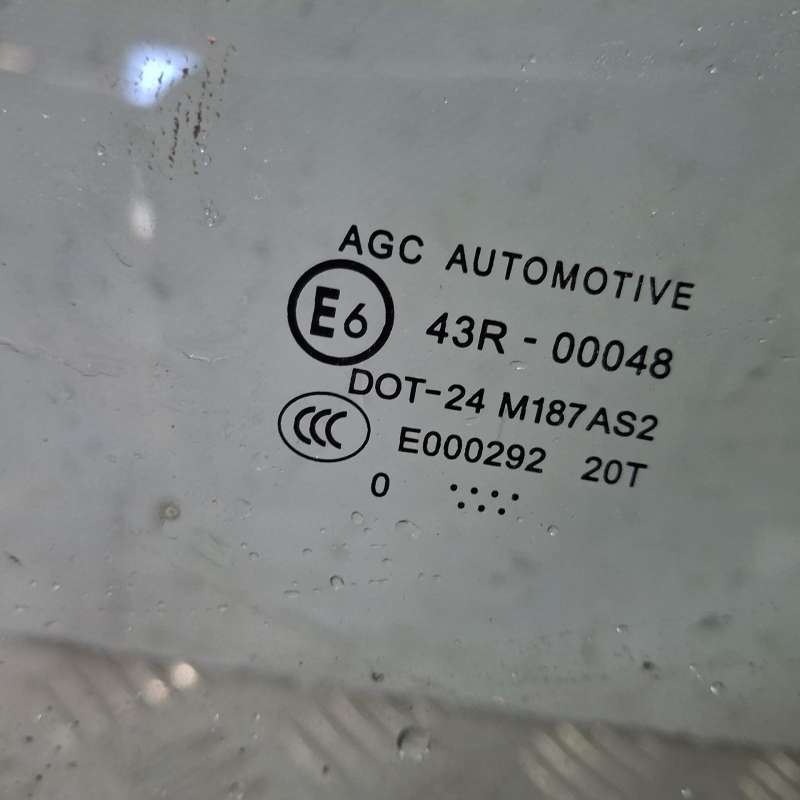 AGC AUTOMOTIVE
E6 43R - 00048
DOT-24 M187AS2
CCC E000292 20T
0